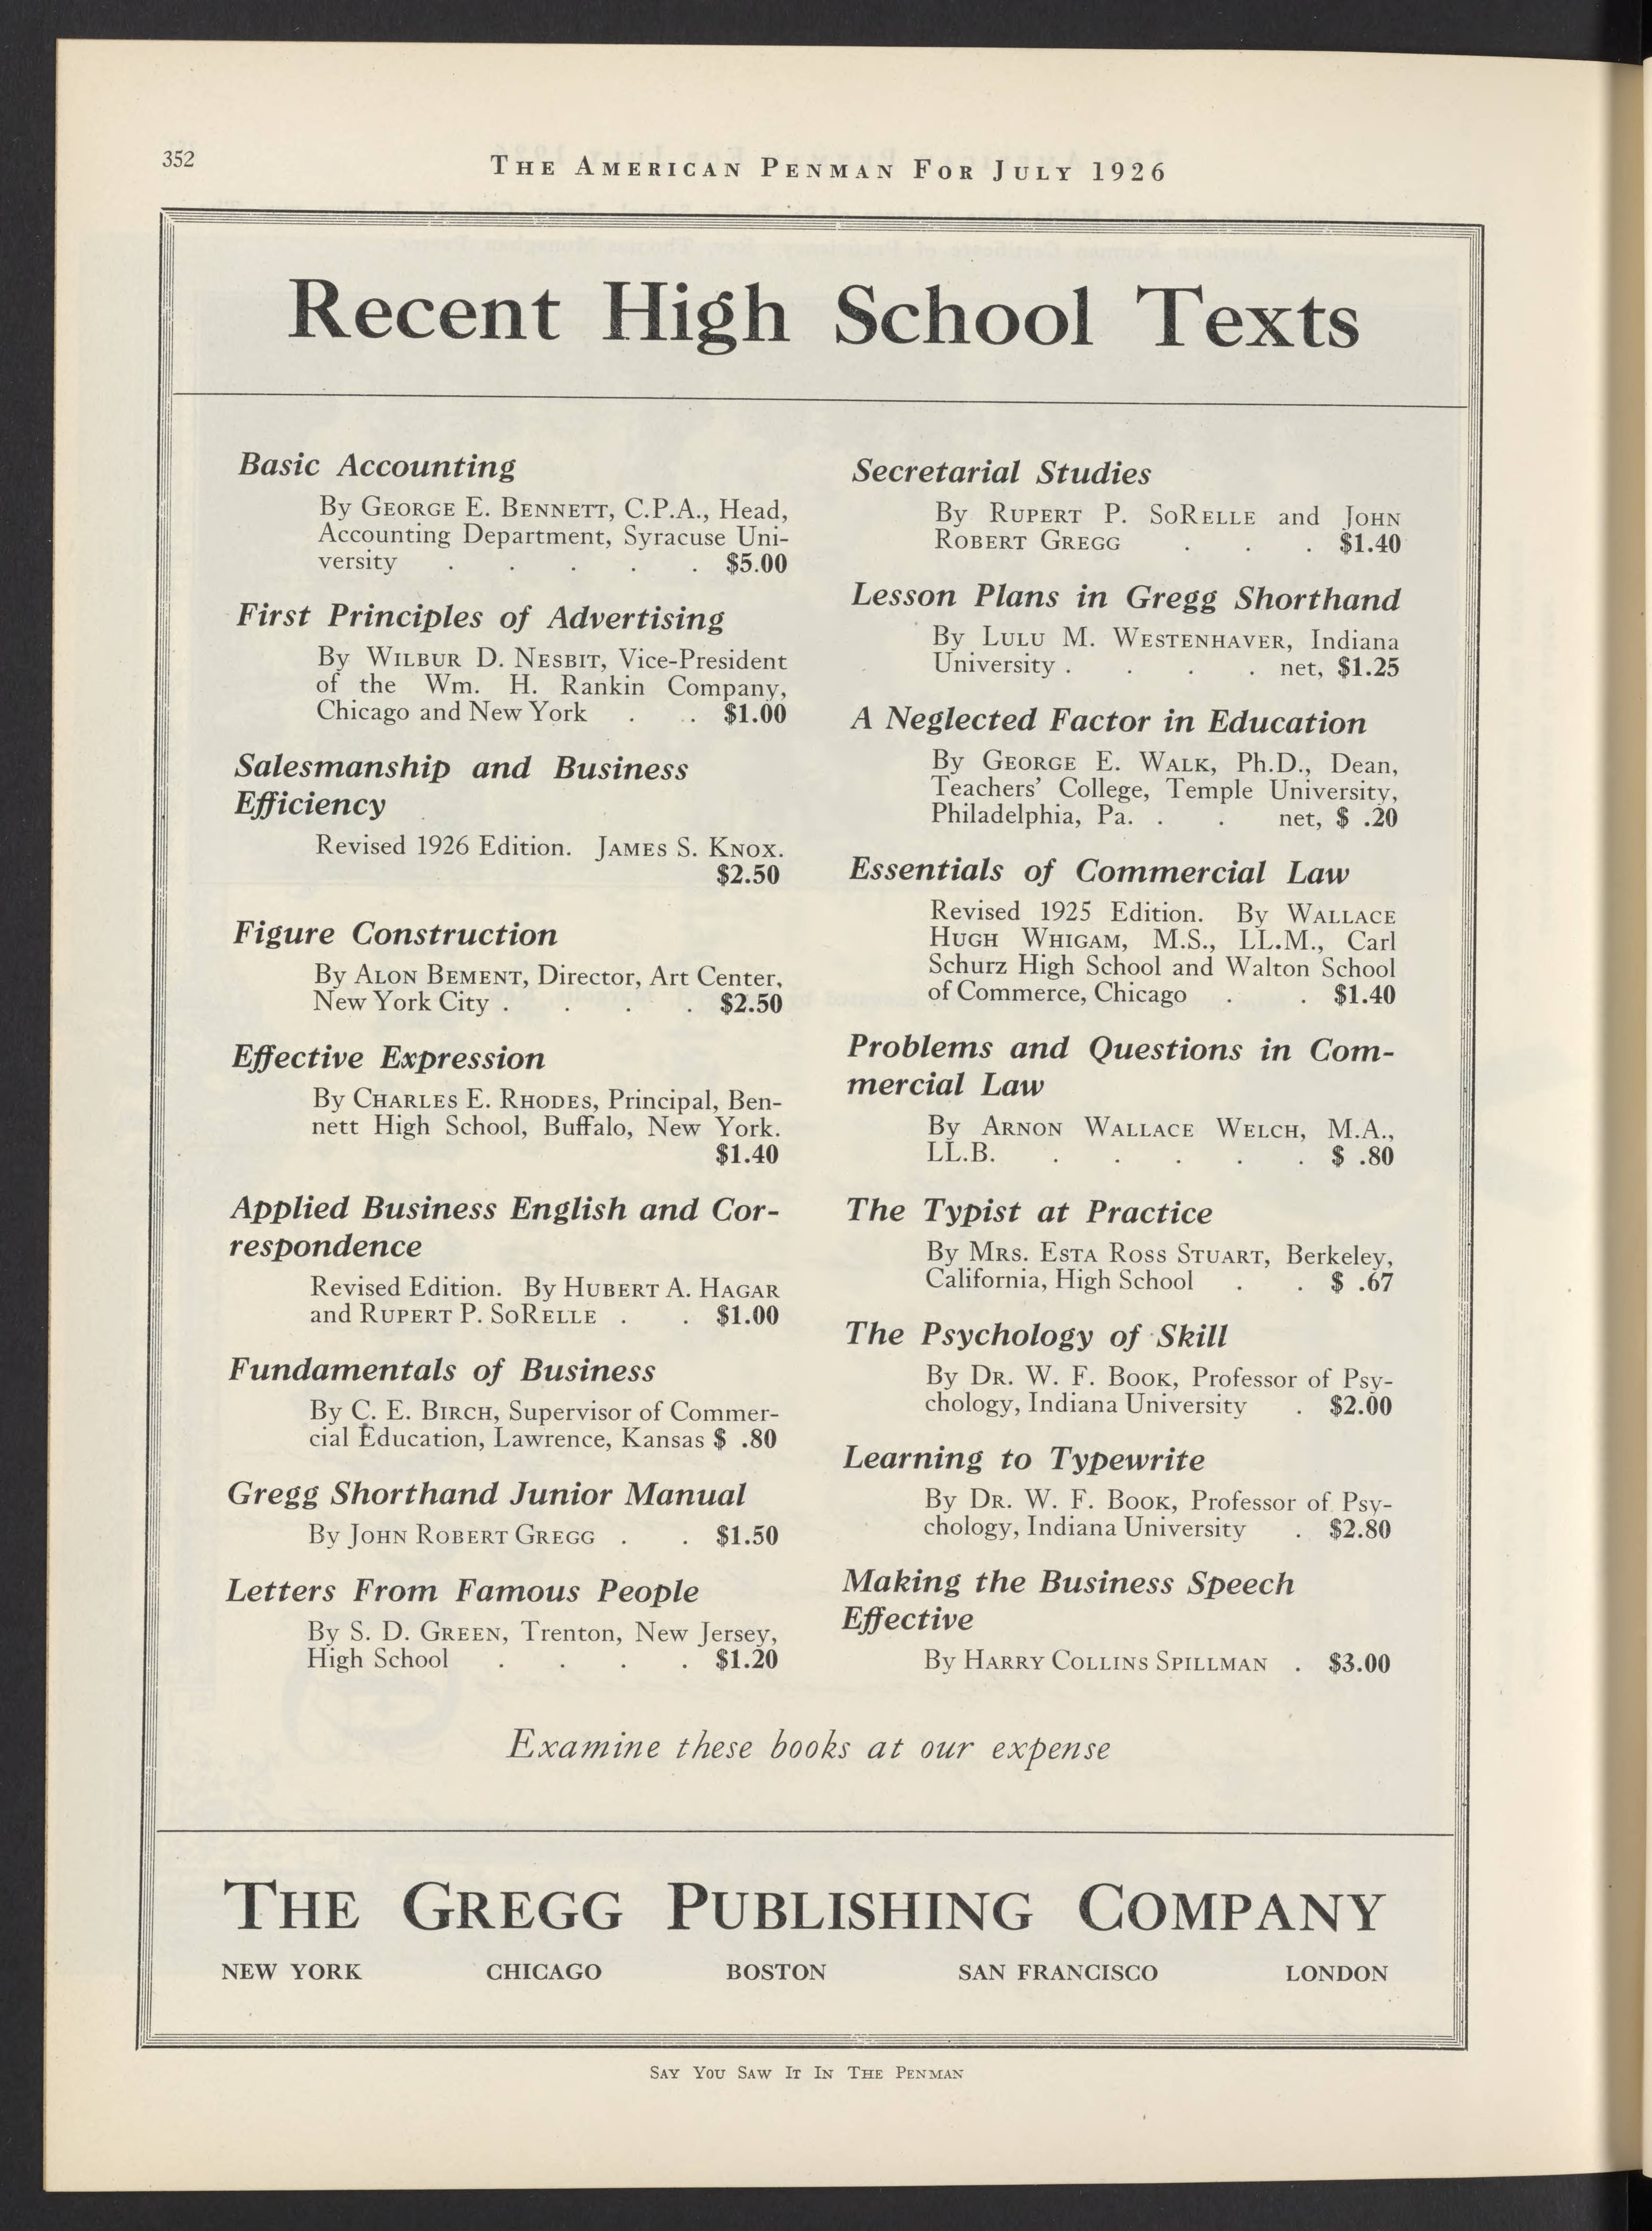 352
THE AMERICAN PENMAN FOR JULY 1926
Recent High School Texts
Basic Accounting
By GEORGE E. BENNETT, C.P.A., Head,
Accounting Department, Syracuse Uni-
versity . . . . . $5.00
First Principles of Advertising
By WILBUR D. NESBIT, Vice-President
of the Wm. H. Rankin Company,
Chicago and New York . . $1.00
Salesmanship and Business
Efficiency
Revised 1926 Edition. JAMES S. KNOX.
$2.50
Figure Construction
By ALON BEMENT, Director, Art Center,
New York City . . . . $2.50
Effective Expression
By CHARLES E. RHODES, Principal, Ben-
nett High School, Buffalo, New York.
$1.40
Applied Business English and Cor-
respondence
Revised Edition. By HUBERT A. HAGAR
and RUPERT P. SORELLE . . $1.00
Fundamentals of Business
By C. E. BIRCH, Supervisor of Commer-
cial Education, Lawrence, Kansas $ .80
Gregg Shorthand Junior Manual
By JOHN ROBERT GREGG . . $1.50
Letters From Famous People
By S. D. GREEN, Trenton, New Jersey,
High School . . . . $1.20
Secretarial Studies
By RUPERT P. SORELLE and JOHN
ROBERT GREGG . . . $1.40
Lesson Plans in Gregg Shorthand
By LULU M. WESTENHAVER, Indiana
University . . . . net, $1.25
A Neglected Factor in Education
By GEORGE E. WALK, Ph.D., Dean,
Teachers' College, Temple University,
Philadelphia, Pa. . . net, $ .20
Essentials of Commercial Law
Revised 1925 Edition. By WALLACE
HUGH WHIGAM, M.S., LL.M., Carl
Schurz High School and Walton School
of Commerce, Chicago . . $1.40
Problems and Questions in Com-
mercial Law
By ARNON WALLACE WELCH, M.A.,
LL.B. . . . . . $ .80
The Typist at Practice
By MRS. ESTA ROSS STUART, Berkeley,
California, High School . . $ .67
The Psychology of Skill
By DR. W. F. BOOK, Professor of Psy-
chology, Indiana University . $2.00
Learning to Typewrite
By DR. W. F. BOOK, Professor of Psy-
chology, Indiana University . $2.80
Making the Business Speech
Effective
By HARRY COLLINS SPILLMAN . $3.00
Examine these books at our expense
THE GREGG PUBLISHING COMPANY
NEW YORK CHICAGO BOSTON SAN FRANCISCO LONDON
SAY YOU SAW IT IN THE PENMAN